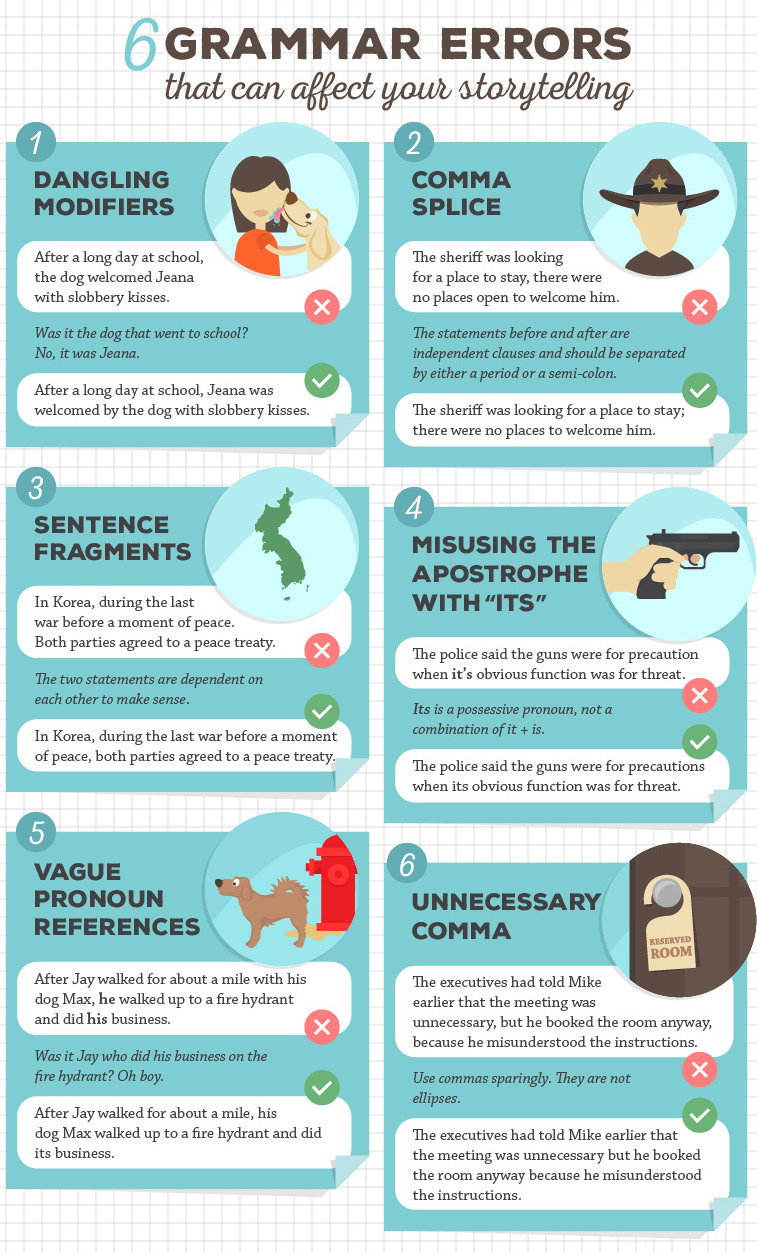 6 GRAMMAR ERRORS
that can affect your storytelling
1
DANGLING
MODIFIERS
After a long day at school,
the dog welcomed Jeana
with slobbery kisses.
Was it the dog that went to school?
No, it was Jeana.
After a long day at school, Jeana was
welcomed by the dog with slobbery kisses.
2
COMMA
SPLICE
The sheriff was looking
for a place to stay, there were
no places open to welcome him.
The statements before and after are
independent clauses and should be separated
by either a period or a semi-colon.
The sheriff was looking for a place to stay;
there were no places to welcome him.
3
SENTENCE
FRAGMENTS
In Korea, during the last
war before a moment of peace.
Both parties agreed to a peace treaty.
The two statements are dependent on
each other to make sense.
In Korea, during the last war before a moment
of peace, both parties agreed to a peace treaty.
4
MISUSING THE
APOSTROPHE
WITH “ITS”
The police said the guns were for precaution
when it’s obvious function was for threat.
Its is a possessive pronoun, not a
combination of it + is.
The police said the guns were for precautions
when its obvious function was for threat.
5
VAGUE
PRONOUN
REFERENCES
After Jay walked for about a mile with his
dog Max, he walked up to a fire hydrant
and did his business.
Was it Jay who did his business on the
fire hydrant? Oh boy.
After Jay walked for about a mile, his
dog Max walked up to a fire hydrant and did
its business.
6
UNNECESSARY
COMMA
RESERVED
ROOM
The executives had told Mike
earlier that the meeting was
unnecessary, but he booked the room anyway,
because he misunderstood the instructions.
Use commas sparingly. They are not
ellipses.
The executives had told Mike earlier that
the meeting was unnecessary but he booked
the room anyway because he misunderstood
the instructions.